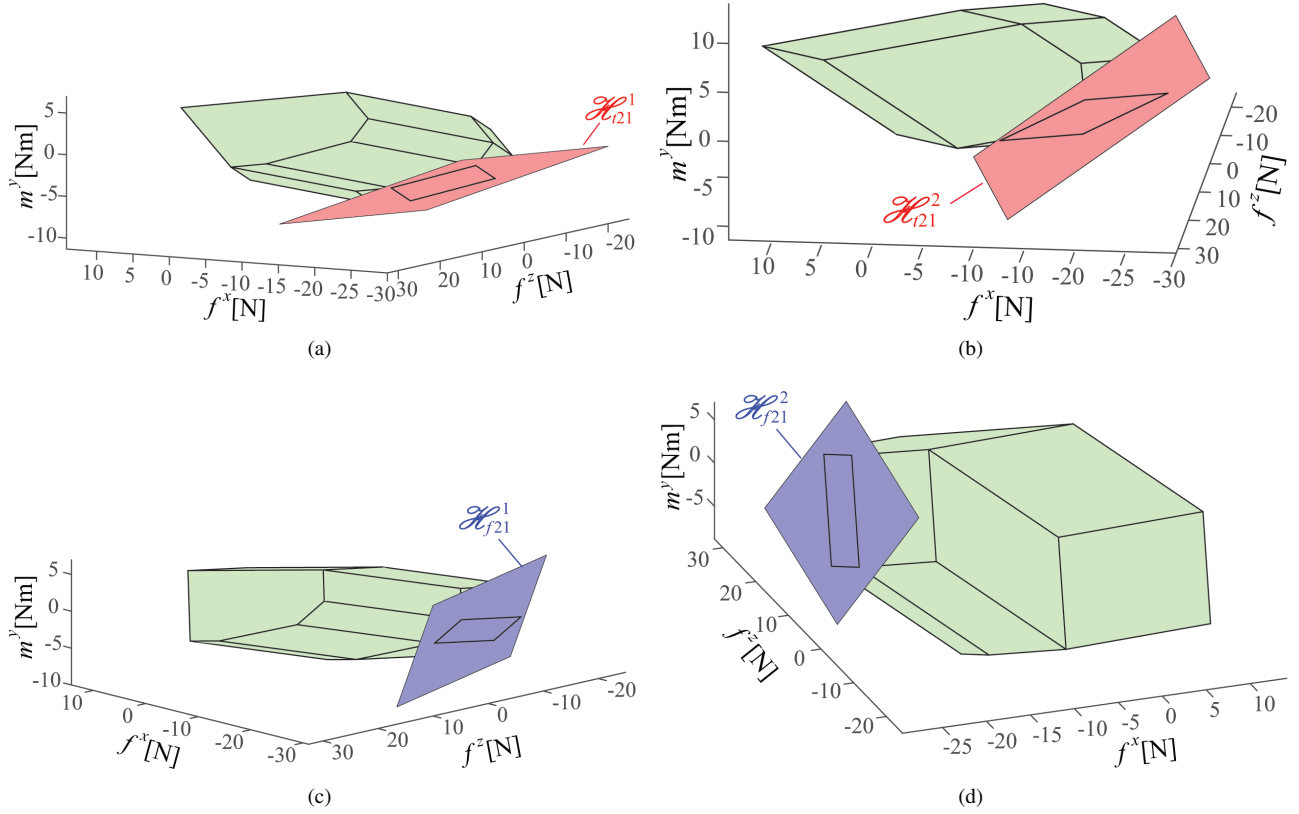 5
0
-5
-10
m^y[Nm]
10 5 0 -5 -10 -15 -20 -25 -30
f^x[N]
30 20 10 0 -10 -20
f^z[N]
ℋ_{t21}^1
(a)
10
5
0
-5
-10
m^y[Nm]
10 5 0 -5 -10 -10 -20 -25 -30
f^x[N]
-20
-10
0
10
20
30
f^z[N]
ℋ_{t21}^2
(b)
5
0
-5
-10
m^y[Nm]
10 0 -10 -20 -30
f^x[N]
30 20 10 0 -10 -20
f^z[N]
ℋ_{f21}^1
(c)
5
0
-5
m^y[Nm]
30
20
10
0
-10
-20
f^z[N]
-25 -20 -15 -10 -5 0 5 10
f^x[N]
ℋ_{f21}^2
(d)